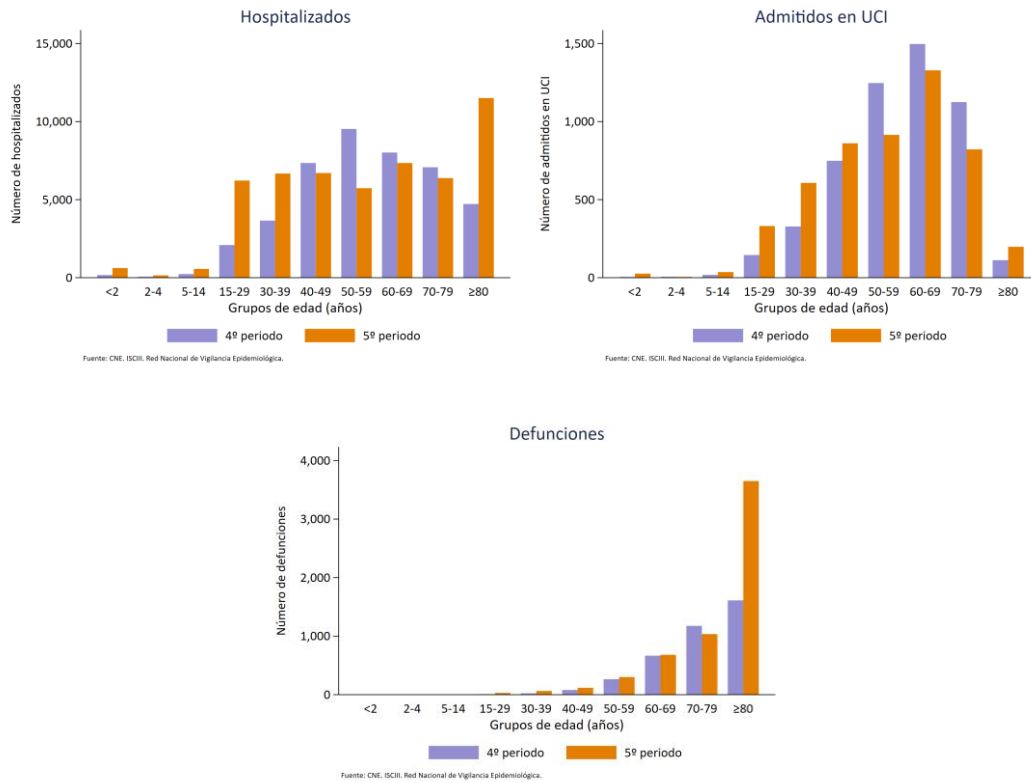 Hospitalizados
Número de hospitalizados
15,000
10,000
5,000
0
<2 2-4 5-14 15-29 30-39 40-49 50-59 60-69 70-79 ≥80
Grupos de edad (años)
4º periodo 5º periodo
Fuente: CNE. ISCIII. Red Nacional de Vigilancia Epidemiológica.
Admitidos en UCI
Número de admitidos en UCI
1,500
1,000
500
0
<2 2-4 5-14 15-29 30-39 40-49 50-59 60-69 70-79 ≥80
Grupos de edad (años)
4º periodo 5º periodo
Fuente: CNE. ISCIII. Red Nacional de Vigilancia Epidemiológica.
Defunciones
Número de defunciones
4,000
3,000
2,000
1,000
0
<2 2-4 5-14 15-29 30-39 40-49 50-59 60-69 70-79 ≥80
Grupos de edad (años)
4º periodo 5º periodo
Fuente: CNE. ISCIII. Red Nacional de Vigilancia Epidemiológica.